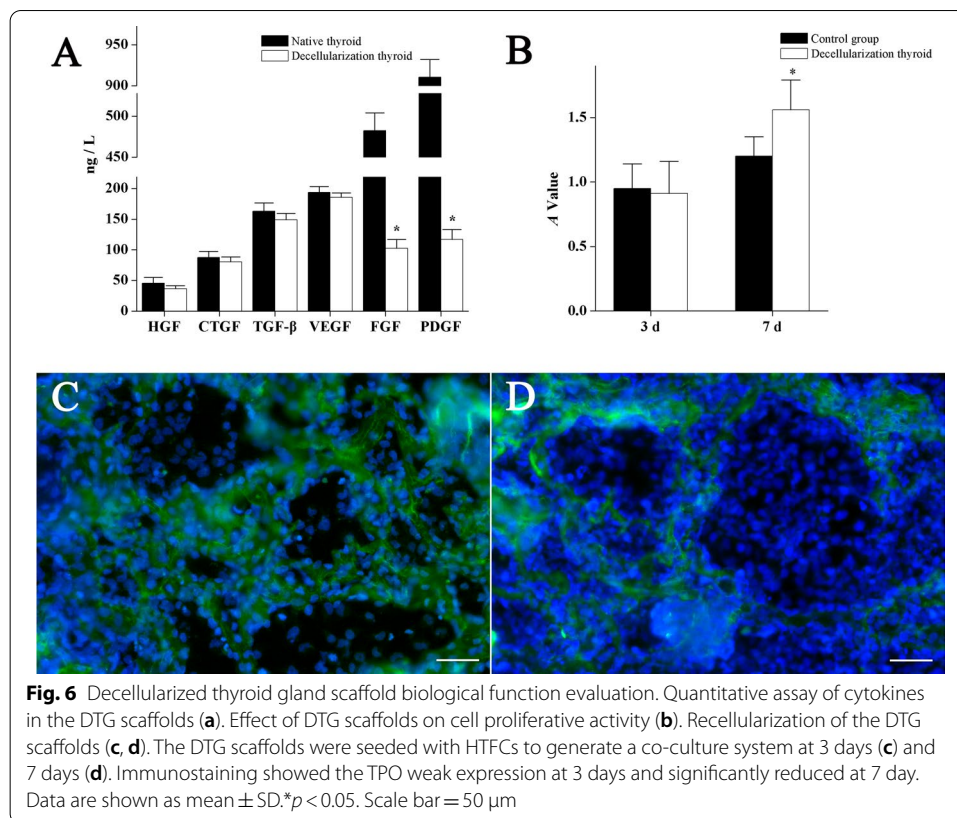 A
Native thyroid
Decellularization thyroid
ng / L
950
900
500
450
200
150
100
50
0
*
*
HGF CTGF TGF-β VEGF FGF PDGF
B
Control group
Decellularization thyroid
*
A Value
1.5
1.0
0.5
0.0
3 d 7 d
C
D
Fig. 6 Decellularized thyroid gland scaffold biological function evaluation. Quantitative assay of cytokines
in the DTG scaffolds (a). Effect of DTG scaffolds on cell proliferative activity (b). Recellularization of the DTG
scaffolds (c, d). The DTG scaffolds were seeded with HTFCs to generate a co-culture system at 3 days (c) and
7 days (d). Immunostaining showed the TPO weak expression at 3 days and significantly reduced at 7 day.
Data are shown as mean ± SD.*p < 0.05. Scale bar = 50 μm